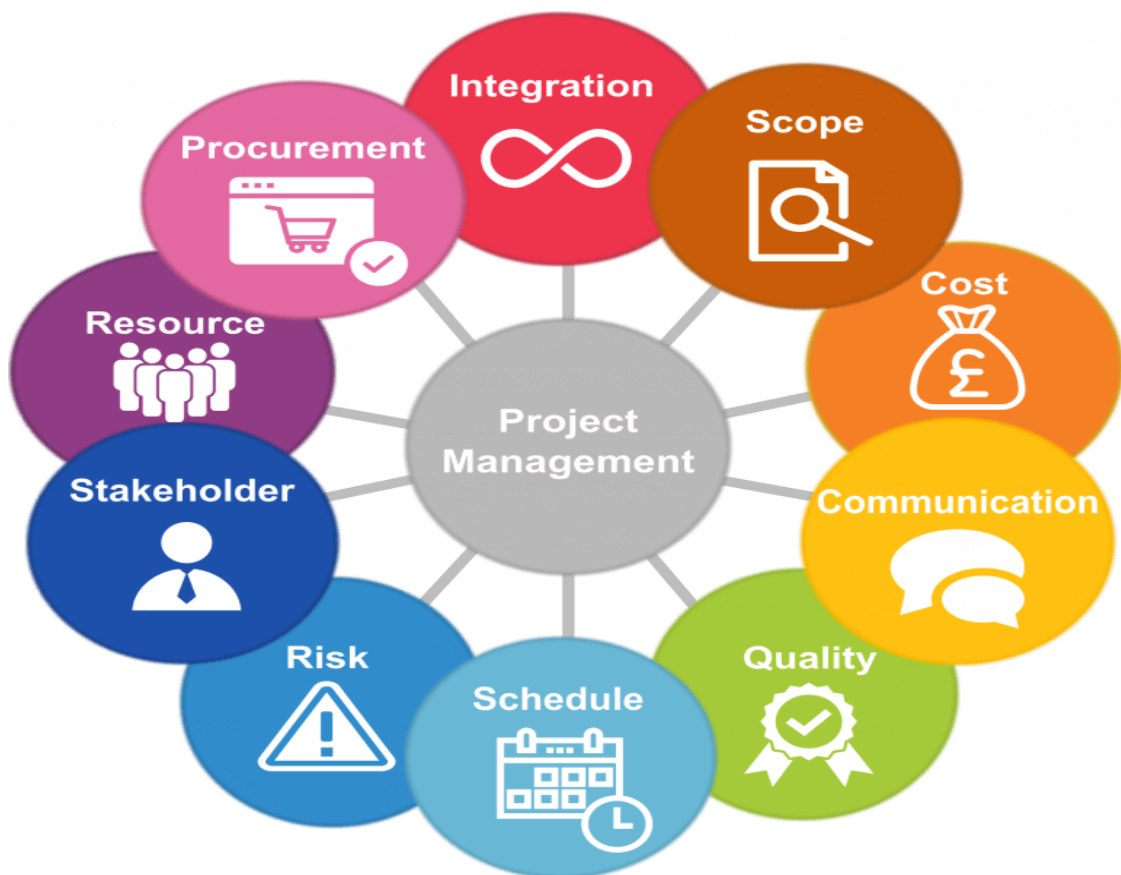 Integration
Scope
Procurement
Cost
Resource
Project
Management
Stakeholder
Communication
Risk
Quality
Schedule
£